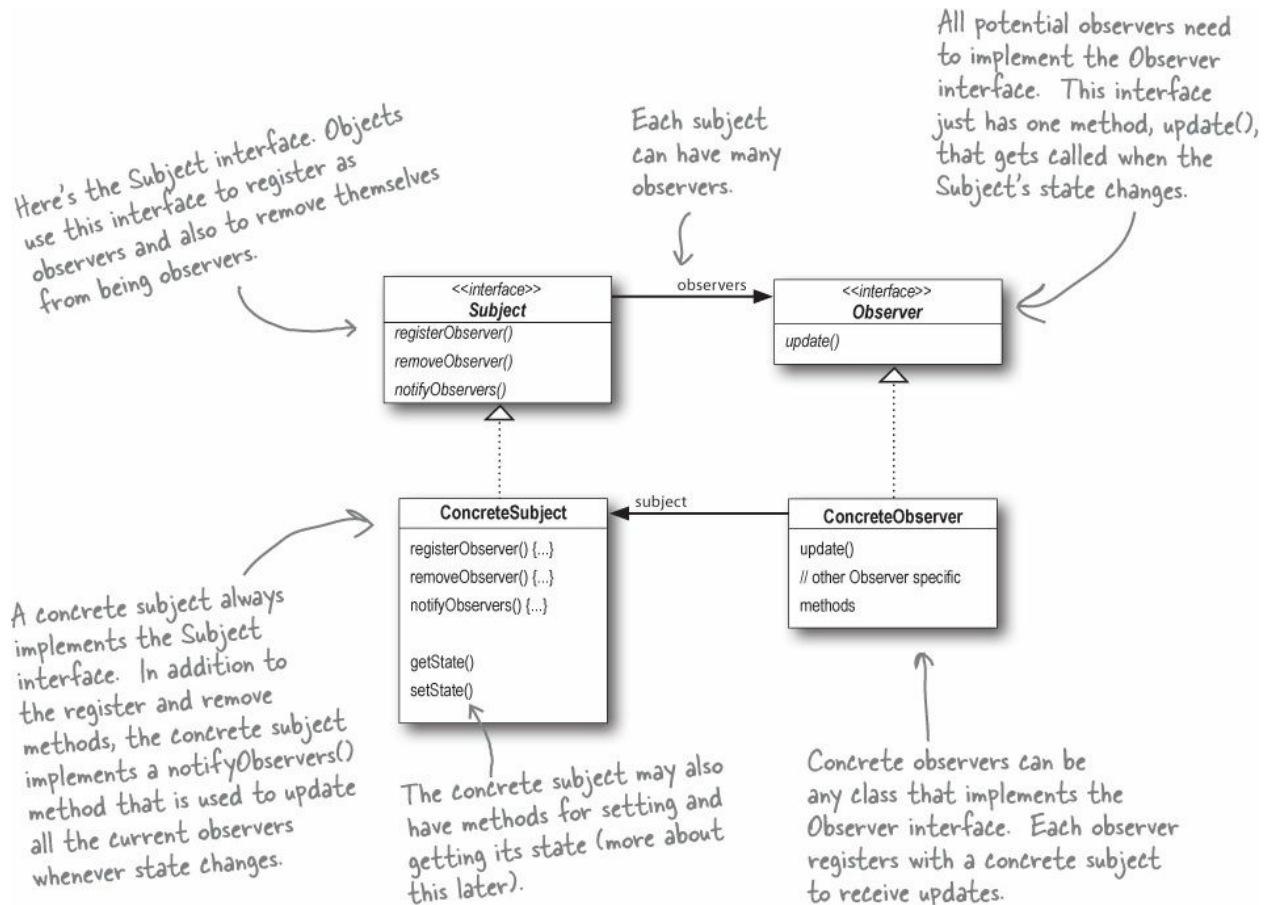 All potential observers need
to implement the Observer
interface. This interface
just has one method, update(),
that gets called when the
Subject's state changes.
Each subject
can have many
observers.
Here's the Subject interface. Objects
use this interface to register as
observers and also to remove themselves
from being observers.
<<interface>>
Subject
registerObserver()
removeObserver()
notifyObservers()
observers
<<interface>>
Observer
update()
ConcreteSubject
registerObserver() {...}
removeObserver() {...}
notifyObservers() {...}
getState()
setState()
subject
ConcreteObserver
update()
// other Observer specific
methods
A concrete subject always
implements the Subject
interface. In addition to
the register and remove
methods, the concrete subject
implements a notifyObservers()
method that is used to update
all the current observers
whenever state changes.
The concrete subject may also
have methods for setting and
getting its state (more about
this later).
Concrete observers can be
any class that implements the
Observer interface. Each observer
registers with a concrete subject
to receive updates.